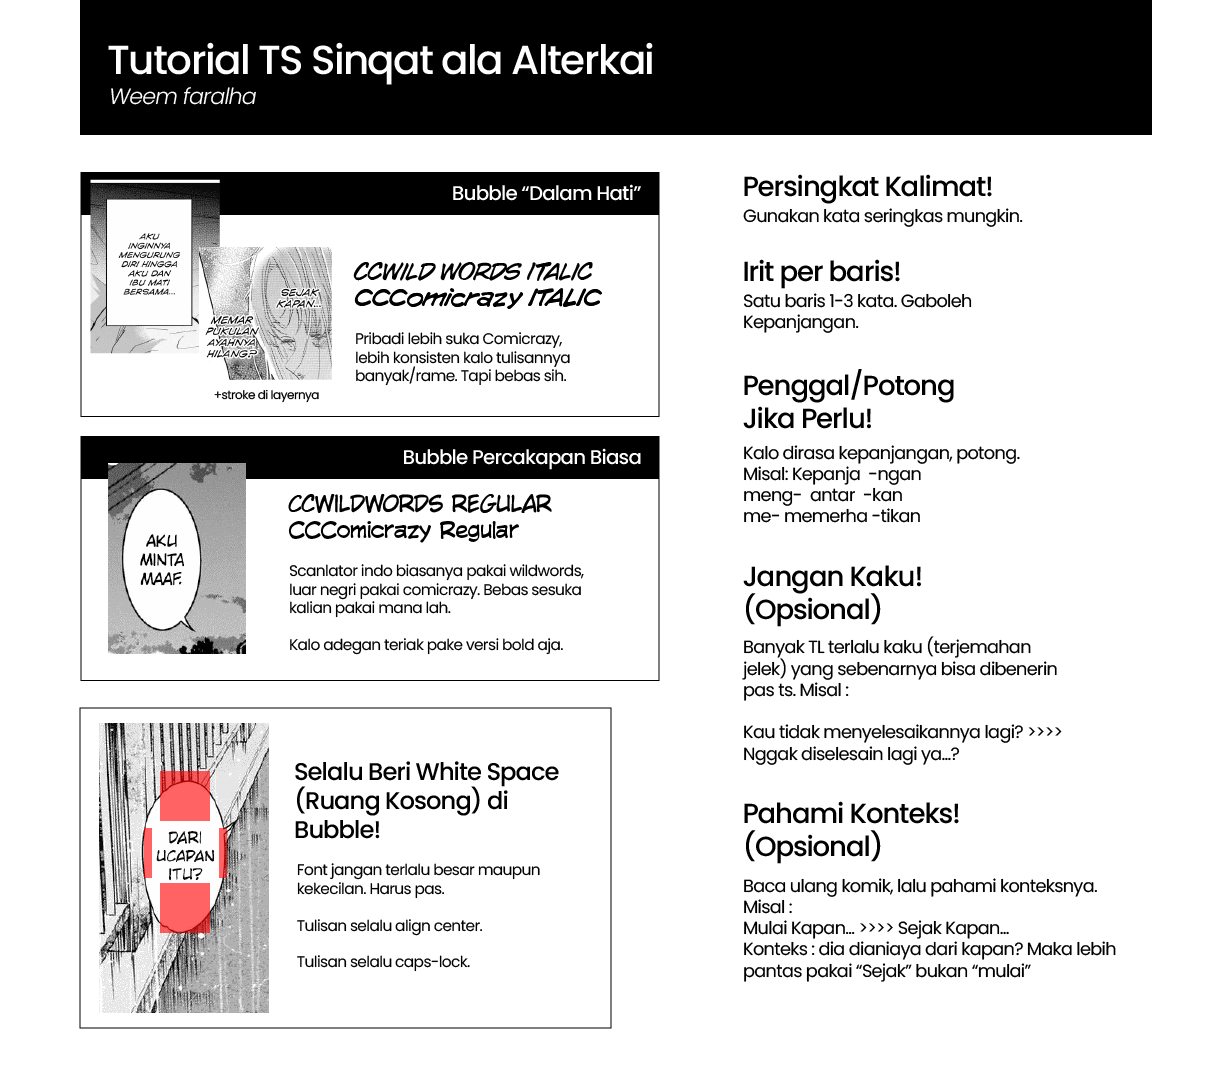 Tutorial TS Sinqat ala Alterkai
Weem faralha
Bubble “Dalam Hati”
AKU
INGINNYA
MENGURUNG
DIRI HINGGA
AKU DAN
IBU MATI
BERSAMA...
SEJAK
KAPAN...
MEMAR
PUKULAN
AYAHNYA
HILANG?
+stroke di layernya
CCWILD WORDS ITALIC
CCComicrazy ITALIC
Pribadi lebih suka Comicrazy,
lebih konsisten kalo tulisannya
banyak/rame. Tapi bebas sih.
Bubble Percakapan Biasa
AKU
MINTA
MAAF.
CCWILDWORDS REGULAR
CCComicrazy Regular
Scanlator indo biasanya pakai wildwords,
luar negri pakai comicrazy. Bebas sesuka
kalian pakai mana lah.
Kalo adegan teriak pake versi bold aja.
DARI
UCAPAN
ITU?
Selalu Beri White Space
(Ruang Kosong) di
Bubble!
Font jangan terlalu besar maupun
kekecilan. Harus pas.
Tulisan selalu align center.
Tulisan selalu caps-lock.
Persingkat Kalimat!
Gunakan kata seringkas mungkin.
Irit per baris!
Satu baris 1-3 kata. Gaboleh
Kepanjangan.
Penggal/Potong
Jika Perlu!
Kalo dirasa kepanjangan, potong.
Misal: Kepanja -ngan
meng- antar -kan
me- memerha -tikan
Jangan Kaku!
(Opsional)
Banyak TL terlalu kaku (terjemahan
jelek) yang sebenarnya bisa dibenerin
pas ts. Misal :
Kau tidak menyelesaikannya lagi? >>>>
Nggak diselesain lagi ya...?
Pahami Konteks!
(Opsional)
Baca ulang komik, lalu pahami konteksnya.
Misal :
Mulai Kapan... >>>> Sejak Kapan...
Konteks : dia dianiaya dari kapan? Maka lebih
pantas pakai “Sejak” bukan “mulai”